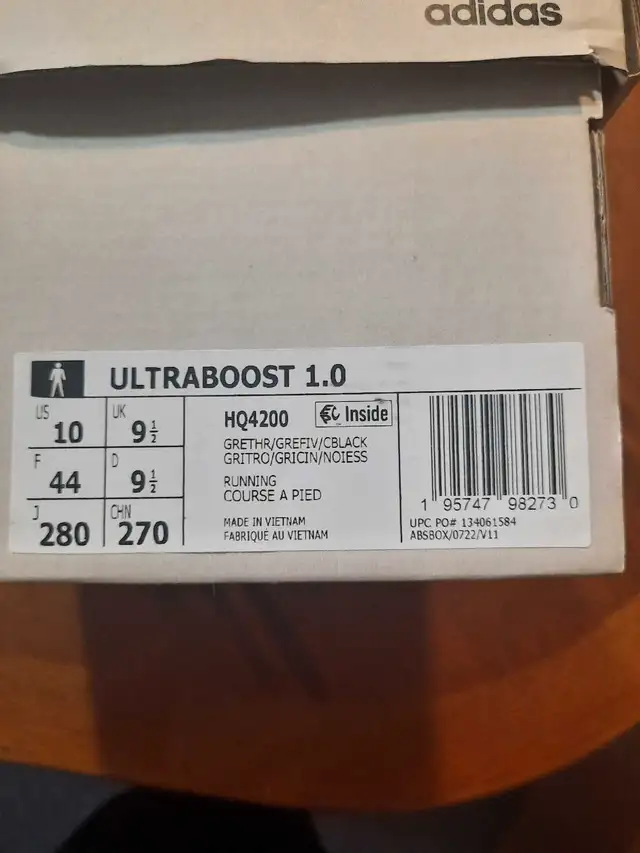 adidas
ULTRABOOST 1.0
US 10 UK 9 1/2
F 44 D 9 1/2
J 280 CHN 270
HQ4200 Inside
GRETHR/GREFIV/CBLACK
GRITRO/GRICIN/NOIESS
RUNNING
COURSE A PIED
MADE IN VIETNAM
FABRIQUÉ AU VIETNAM
1 95747 98273 0
UPC PO# 134061584
ABSBOX/0722/V11